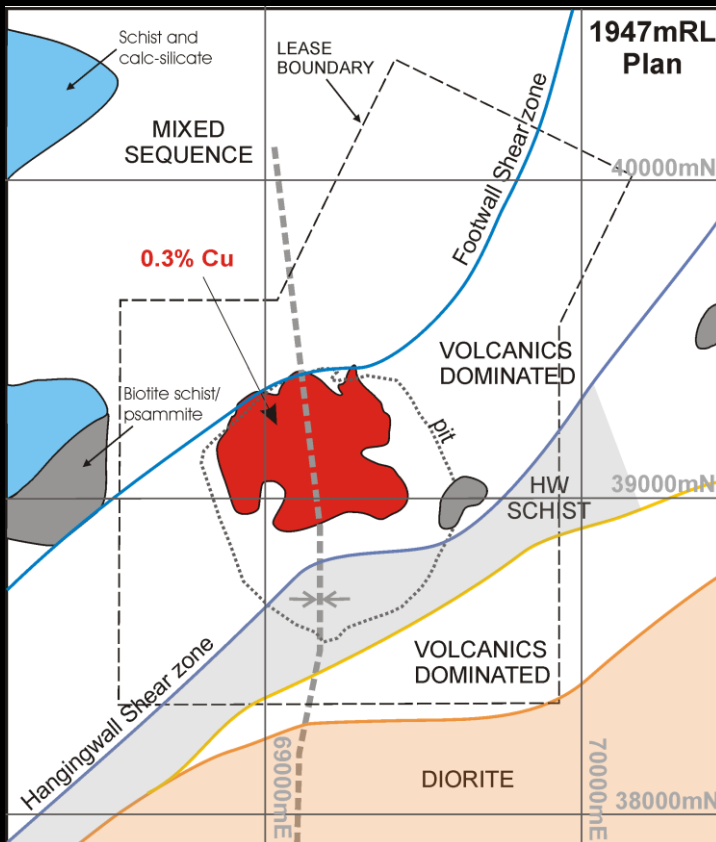 1947mRL
Plan
Schist and
calc-silicate
LEASE
BOUNDARY
MIXED
SEQUENCE
40000mN
Footwall Shear zone
0.3% Cu
VOLCANICS
DOMINATED
Biotite schist/
psammite
pit
HW
SCHIST
39000mN
VOLCANICS
DOMINATED
Hangingwall Shear zone
69000mE
70000mE
DIORITE
38000mN